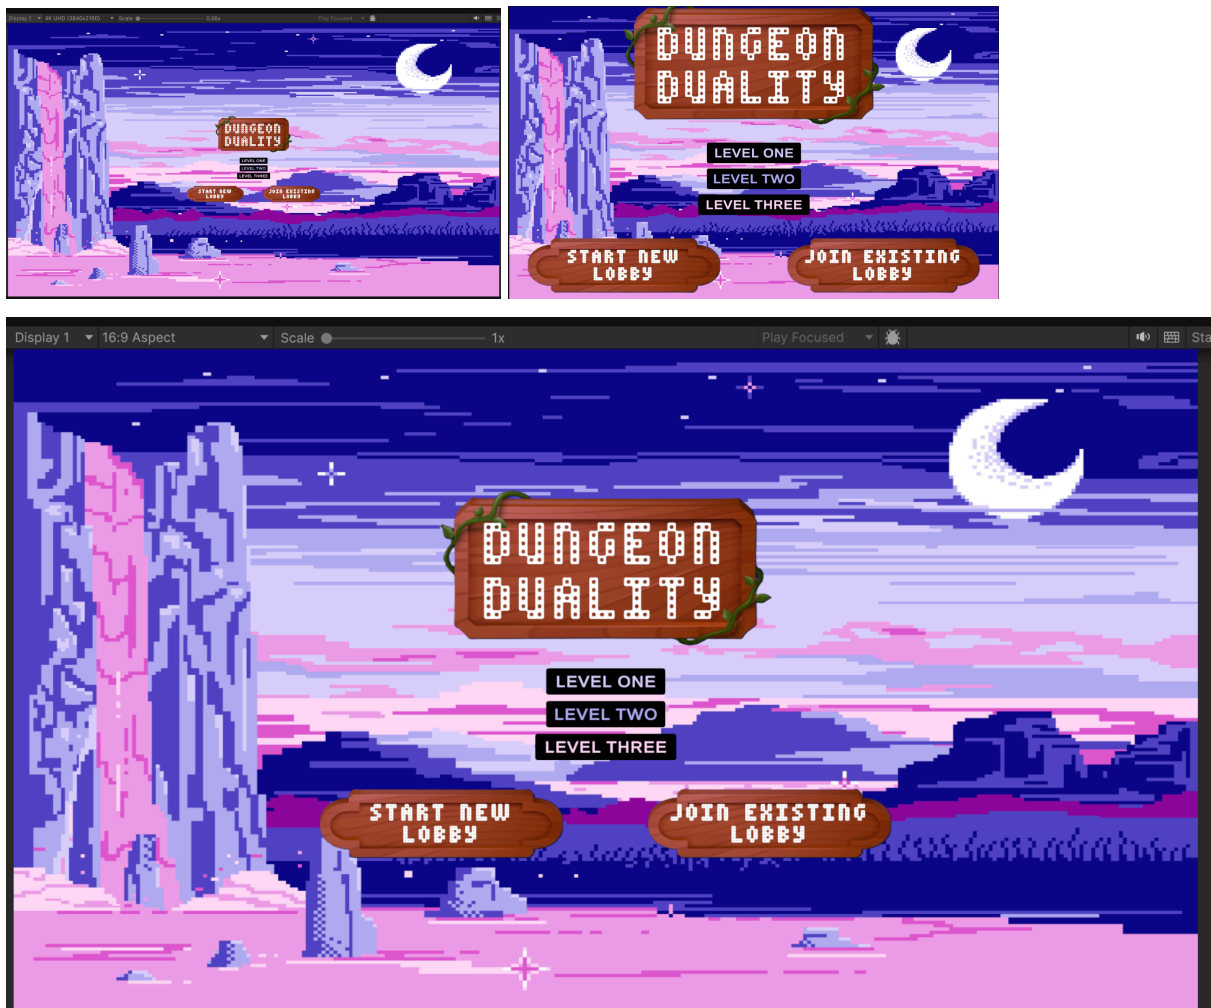 Display 1 4K UHD (3840x2160) Scale 0.56x Play Focused S
DUNGEON
DUALITY
LEVEL ONE
LEVEL TWO
LEVEL THREE
START NEW
LOBBY
JOIN EXISTING
LOBBY
DUNGEON
DUALITY
LEVEL ONE
LEVEL TWO
LEVEL THREE
START NEW
LOBBY
JOIN EXISTING
LOBBY
Display 1 16:9 Aspect Scale 1x Play Focused Sta
DUNGEON
DUALITY
LEVEL ONE
LEVEL TWO
LEVEL THREE
START NEW
LOBBY
JOIN EXISTING
LOBBY